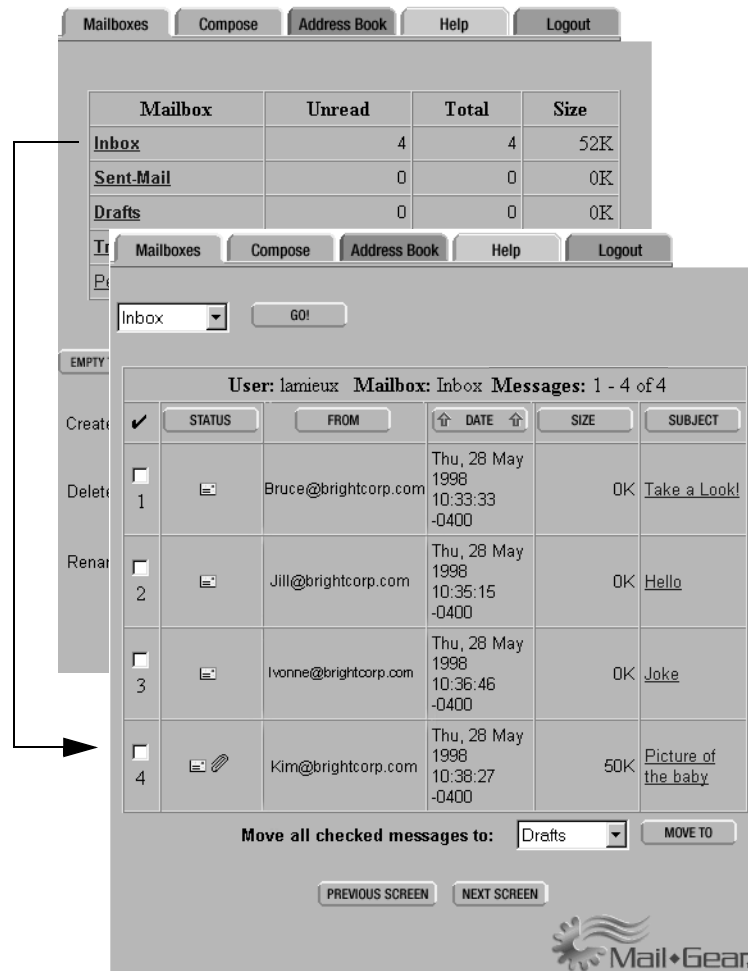 Mailboxes Compose Address Book Help Logout
Mailbox Unread Total Size
Inbox 4 4 52K
Sent-Mail 0 0 0K
Drafts 0 0 0K
Mailboxes Compose Address Book Help Logout
Inbox GO!
EMPTY
User: lamieux Mailbox: Inbox Messages: 1 - 4 of 4
✔ STATUS FROM DATE SIZE SUBJECT
1 Bruce@brightcorp.com Thu, 28 May
1998
10:33:33
-0400
0K Take a Look!
2 Jill@brightcorp.com Thu, 28 May
1998
10:35:15
-0400
0K Hello
3 Ivonne@brightcorp.com Thu, 28 May
1998
10:36:46
-0400
0K Joke
4 Kim@brightcorp.com Thu, 28 May
1998
10:38:27
-0400
50K Picture of
the baby
Move all checked messages to: Drafts MOVE TO
PREVIOUS SCREEN NEXT SCREEN
Mail Gear